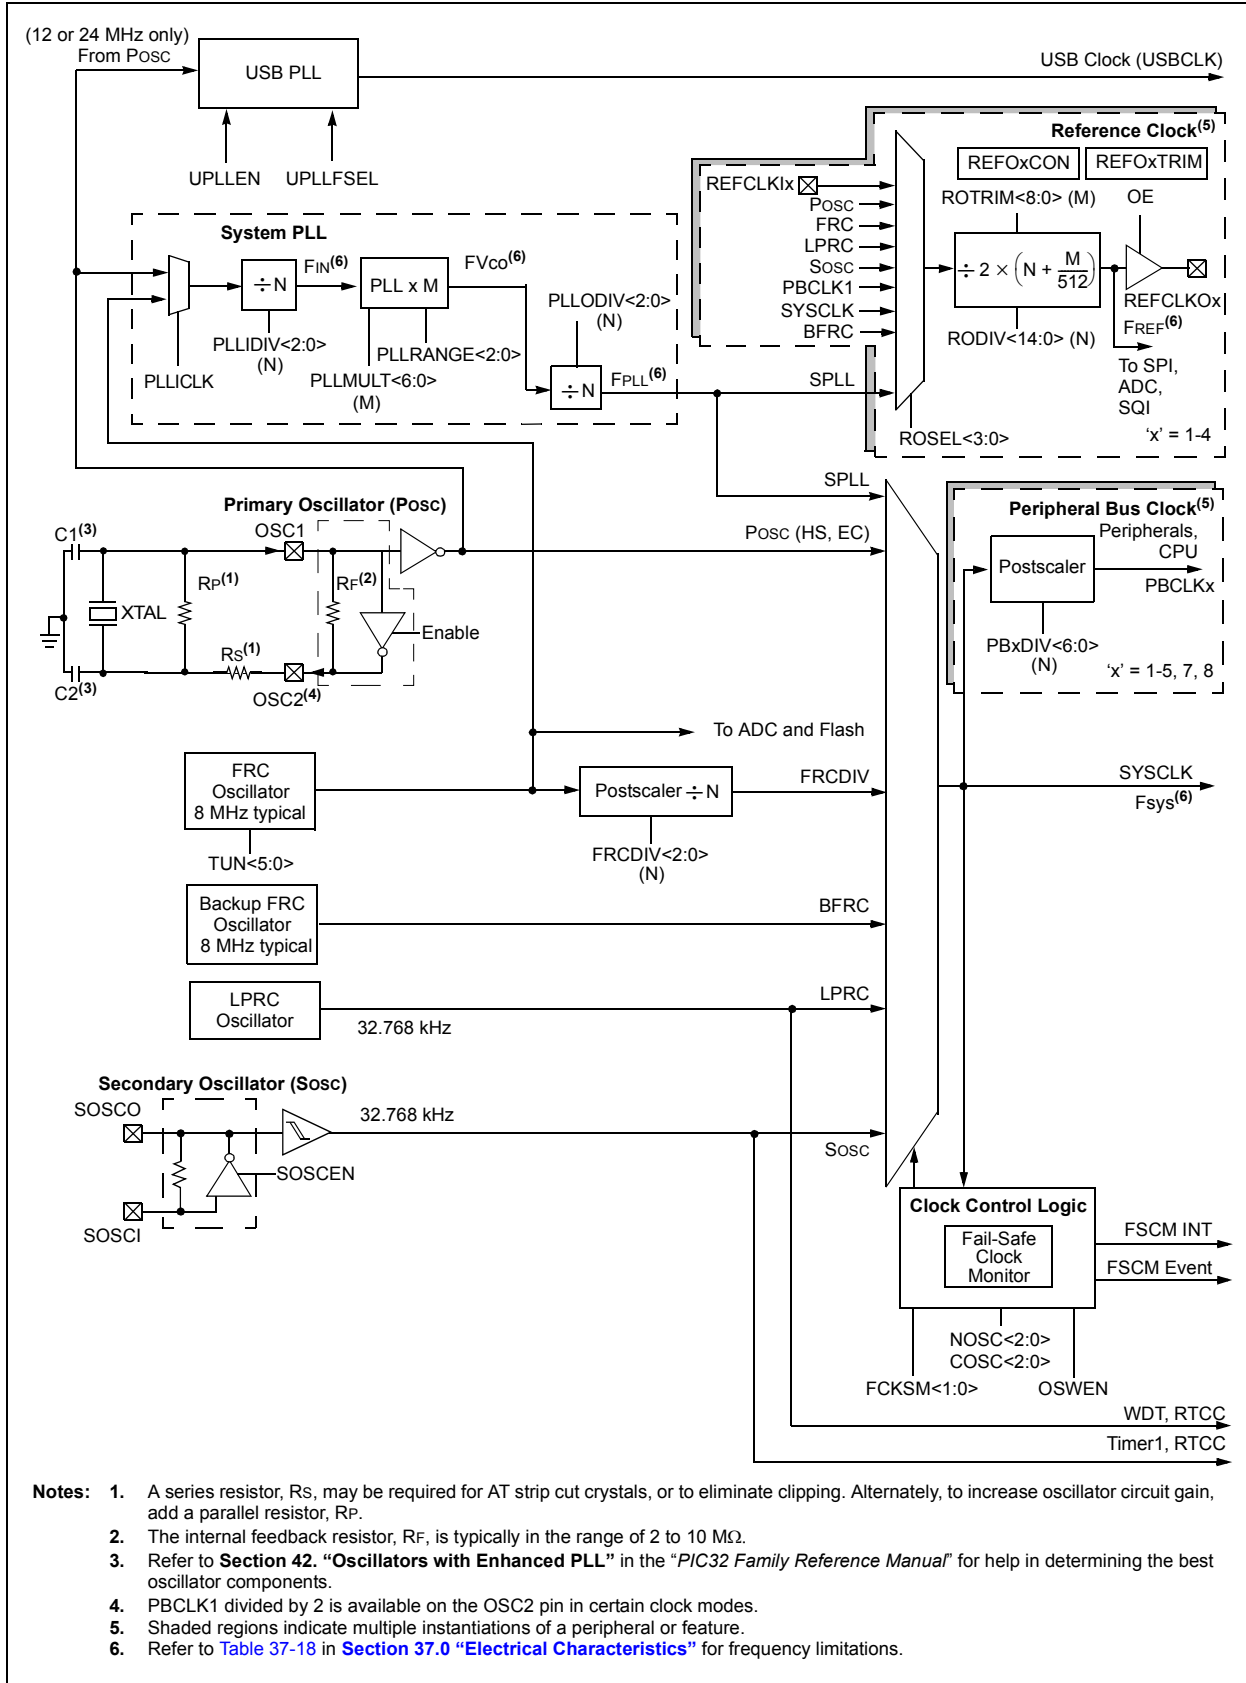 (12 or 24 MHz only)
From POSC
USB PLL
USB Clock (USBCLK)
UPLLEN
UPLLFSEL
Reference Clock(5)
REFOxCON
REFOxTRIM
REFCLKIx
POSC
FRC
LPRC
SOSC
PBCLK1
SYSCLK
BFRC
SPLL
ROTRIM<8:0> (M)
OE
÷ 2 × (N + M/512)
REFCLKOx
RODIV<14:0> (N)
FREF(6)
To SPI,
ADC,
SQI
ROSEL<3:0>
'x' = 1-4
System PLL
FIN(6)
FVco(6)
÷ N
PLL x M
PLLODIV<2:0>
(N)
PLLIDIV<2:0>
(N)
PLLRANGE<2:0>
PLLICLK
PLLMULT<6:0>
(M)
÷ N
FPLL(6)
SPLL
Primary Oscillator (POSC)
C1(3)
OSC1
POSC (HS, EC)
RP(1)
RF(2)
XTAL
Enable
RS(1)
C2(3)
OSC2(4)
Peripheral Bus Clock(5)
Peripherals,
CPU
Postscaler
PBCLKx
PBxDIV<6:0>
(N)
'x' = 1-5, 7, 8
To ADC and Flash
FRC
Oscillator
8 MHz typical
Postscaler ÷ N
FRCDIV
SYSCLK
Fsys(6)
TUN<5:0>
FRCDIV<2:0>
(N)
Backup FRC
Oscillator
8 MHz typical
BFRC
LPRC
Oscillator
32.768 kHz
LPRC
Secondary Oscillator (SOSC)
SOSCO
32.768 kHz
SOSC
SOSCEN
SOSCI
Clock Control Logic
Fail-Safe
Clock
Monitor
FSCM INT
FSCM Event
NOSC<2:0>
COSC<2:0>
FCKSM<1:0>
OSWEN
WDT, RTCC
Timer1, RTCC
Notes: 1. A series resistor, RS, may be required for AT strip cut crystals, or to eliminate clipping. Alternately, to increase oscillator circuit gain,
add a parallel resistor, RP.
2. The internal feedback resistor, RF, is typically in the range of 2 to 10 MΩ.
3. Refer to Section 42. “Oscillators with Enhanced PLL” in the “PIC32 Family Reference Manual” for help in determining the best
oscillator components.
4. PBCLK1 divided by 2 is available on the OSC2 pin in certain clock modes.
5. Shaded regions indicate multiple instantiations of a peripheral or feature.
6. Refer to Table 37-18 in Section 37.0 “Electrical Characteristics” for frequency limitations.